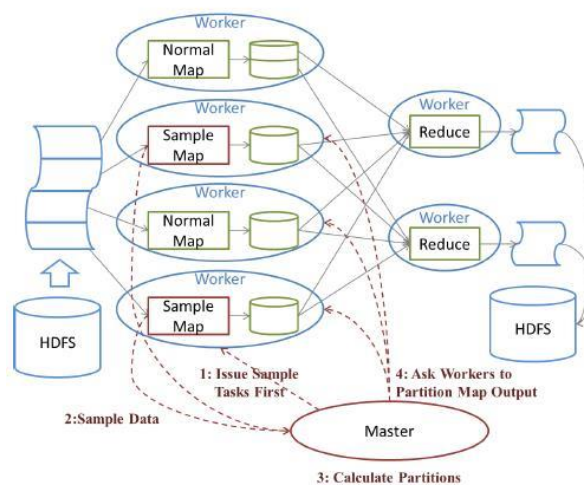 Worker
Normal
Map
Worker
Sample
Map
Worker
Normal
Map
Worker
Sample
Map
Worker
Reduce
Worker
Reduce
HDFS
HDFS
1: Issue Sample
Tasks First
4: Ask Workers to
Partition Map Output
2:Sample Data
Master
3: Calculate Partitions